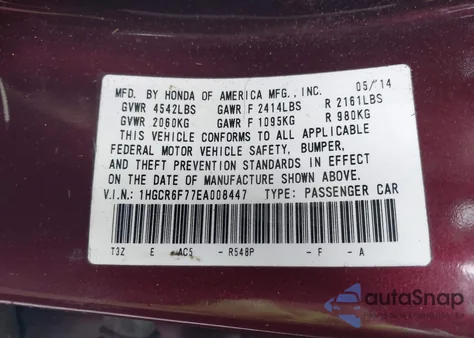 MFD. BY HONDA OF AMERICA MFG., INC. 05/14
GVWR 4542LBS GAWR F 2414LBS R 2161LBS
GVWR 2060KG GAWR F 1095KG R 980KG
THIS VEHICLE CONFORMS TO ALL APPLICABLE
FEDERAL MOTOR VEHICLE SAFETY, BUMPER,
AND THEFT PREVENTION STANDARDS IN EFFECT
ON THE DATE OF MANUFACTURE SHOWN ABOVE.
V.I.N.: 1HGCR6F77EA008447 TYPE: PASSENGER CAR
T3Z E AC5 - R548P - F - A
autoSnap